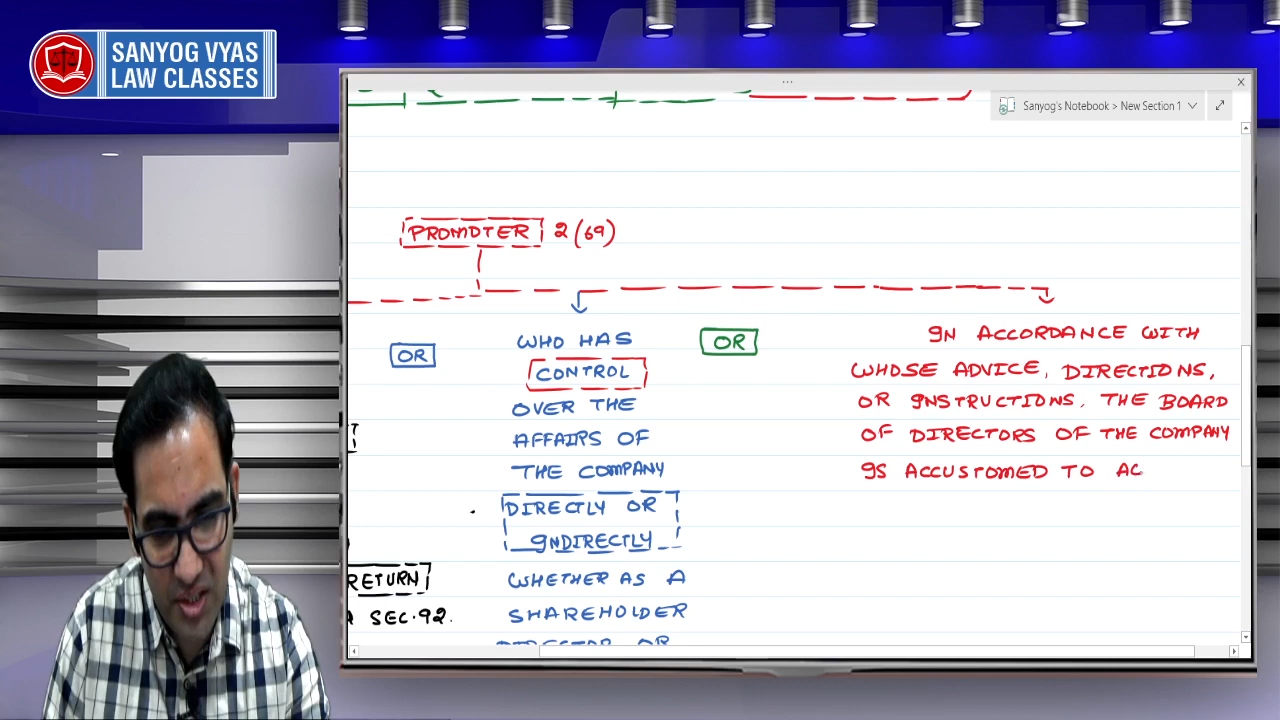 SANYOG VYAS
LAW CLASSES
Sanyog's Notebook > New Section 1
PROMOTER 2(69)
OR
WHO HAS
CONTROL
OVER THE
AFFAIRS OF
THE COMPANY
DIRECTLY OR
INDIRECTLY
WHETHER AS A
SHAREHOLDER
DIRECTOR OR
OR
IN ACCORDANCE WITH
WHOSE ADVICE, DIRECTIONS,
OR INSTRUCTIONS, THE BOARD
OF DIRECTORS OF THE COMPANY
IS ACCUSTOMED TO AC
RETURN
SEC.92.